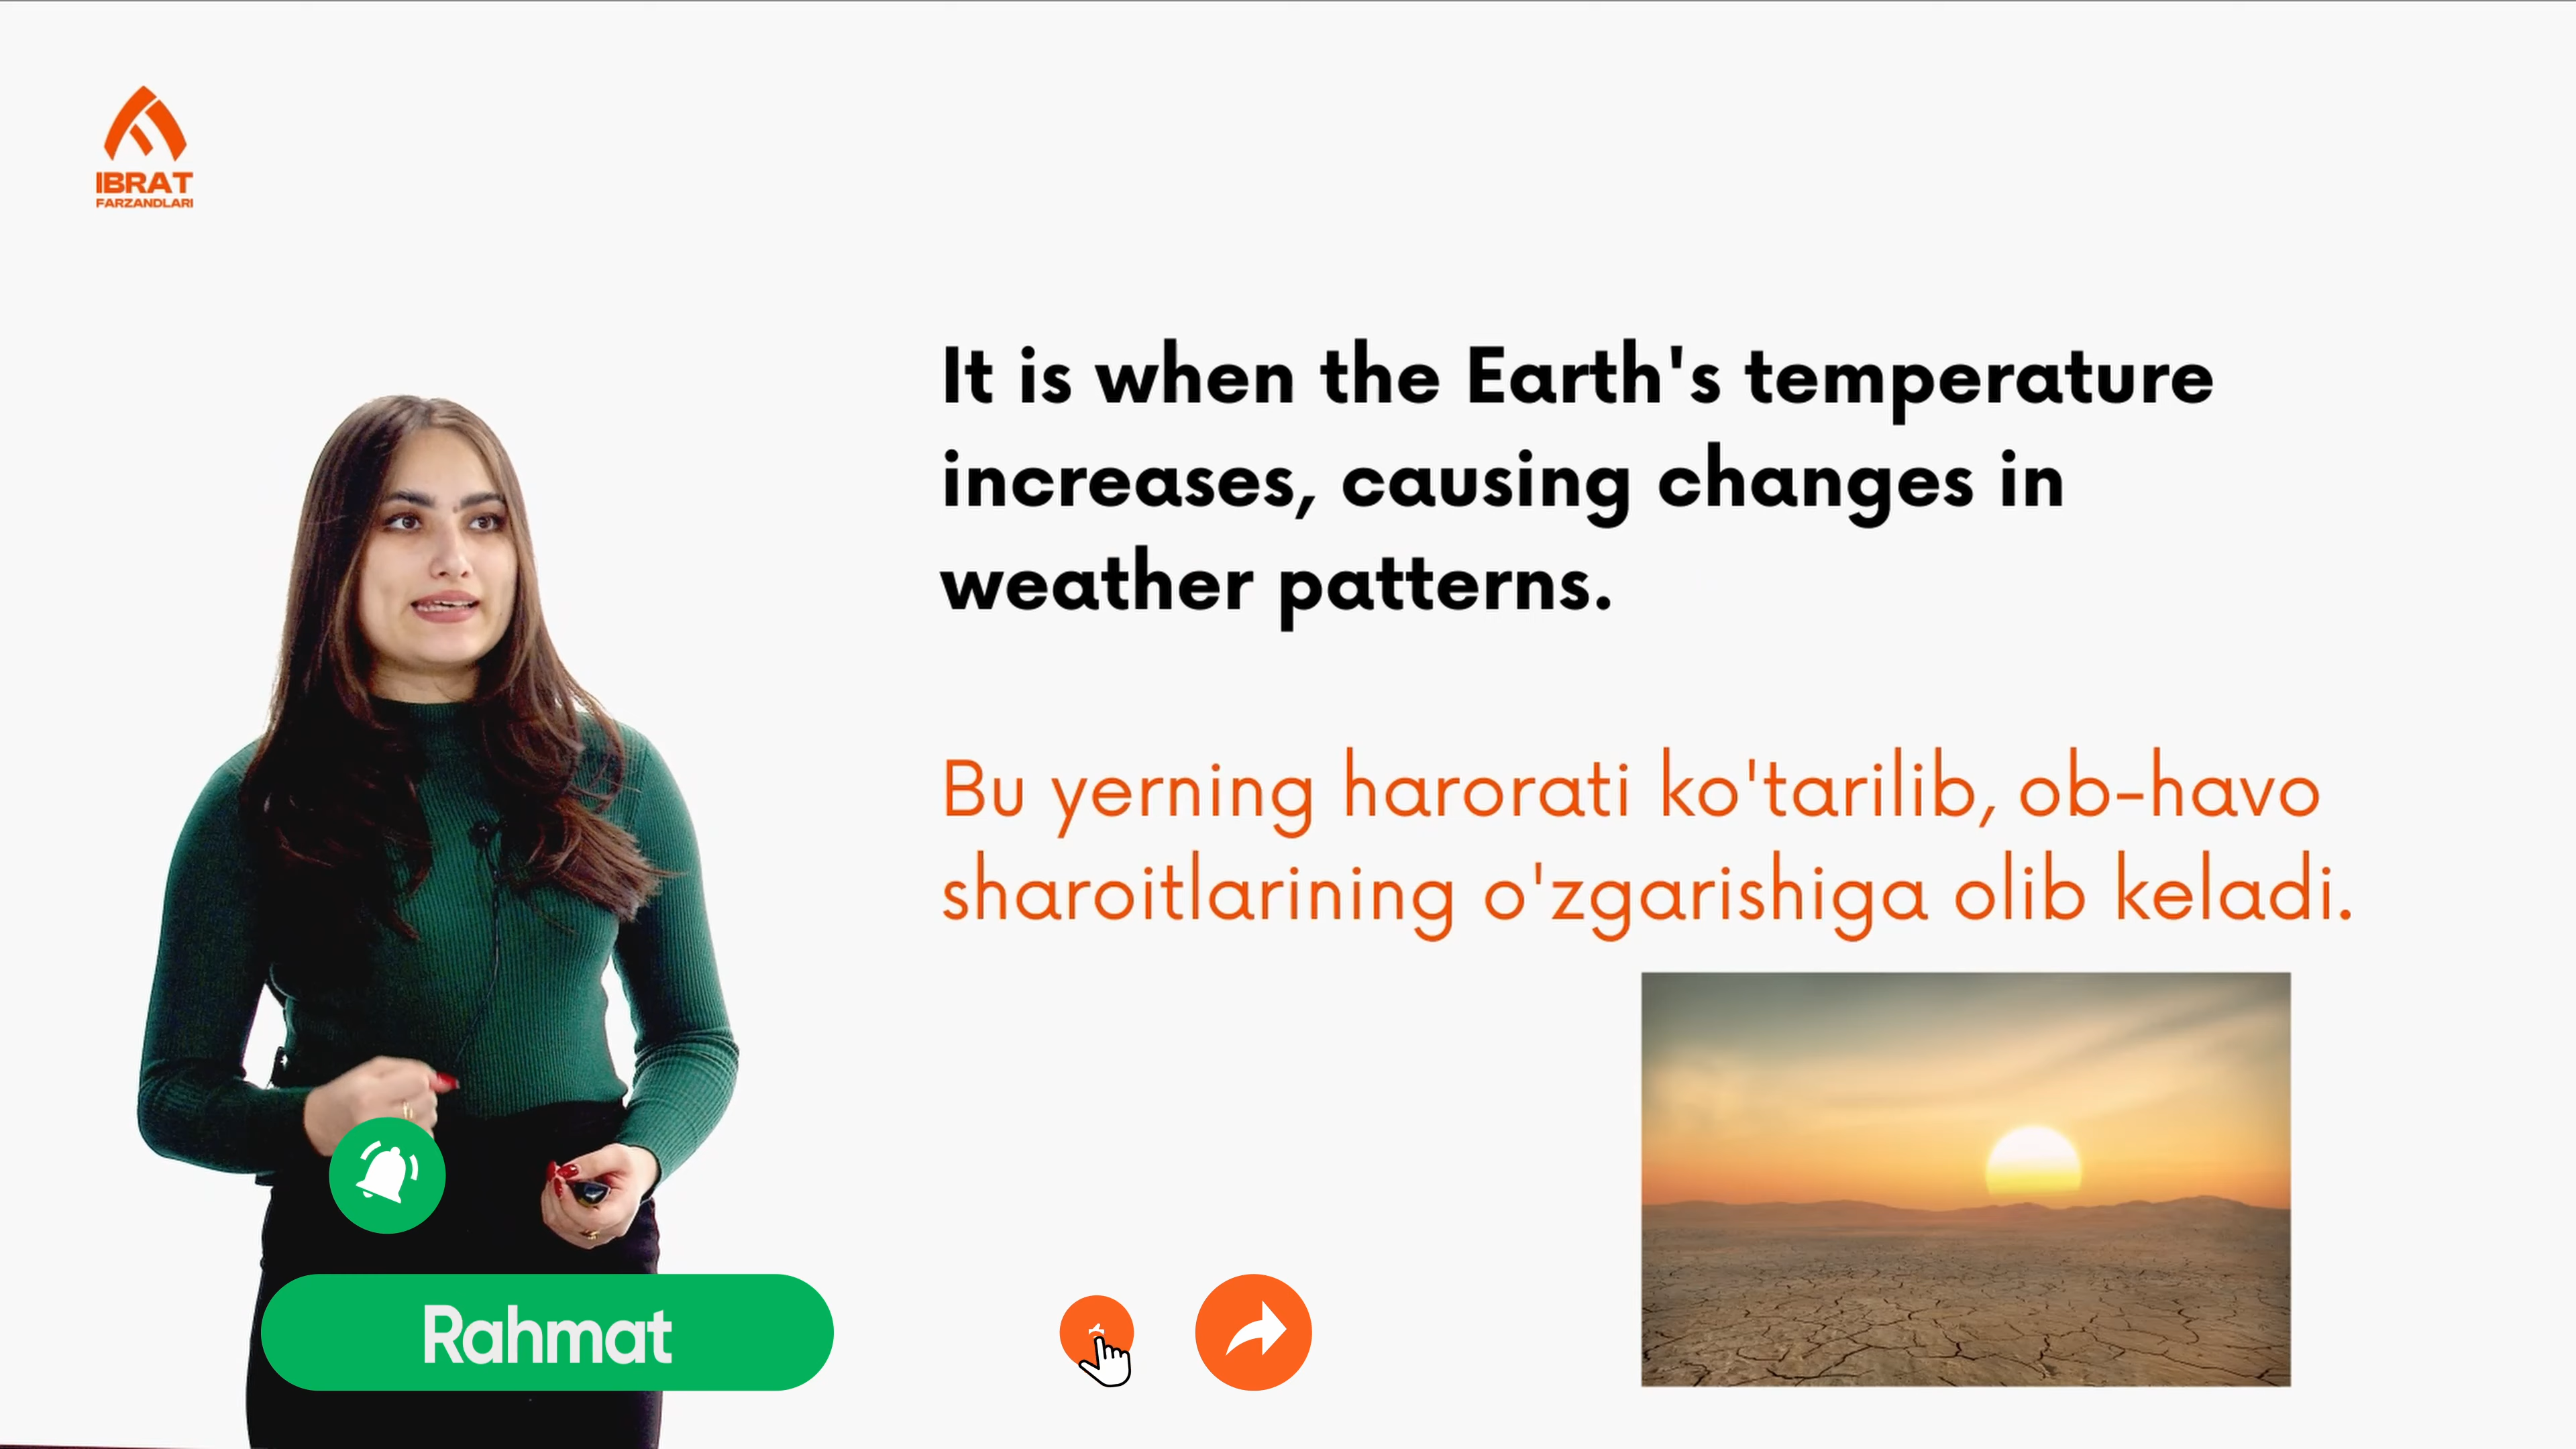 IBRAT
FARZANDLARI
It is when the Earth's temperature
increases, causing changes in
weather patterns.
Bu yerning harorati ko'tarilib, ob-havo
sharoitlarining o'zgarishiga olib keladi.
Rahmat